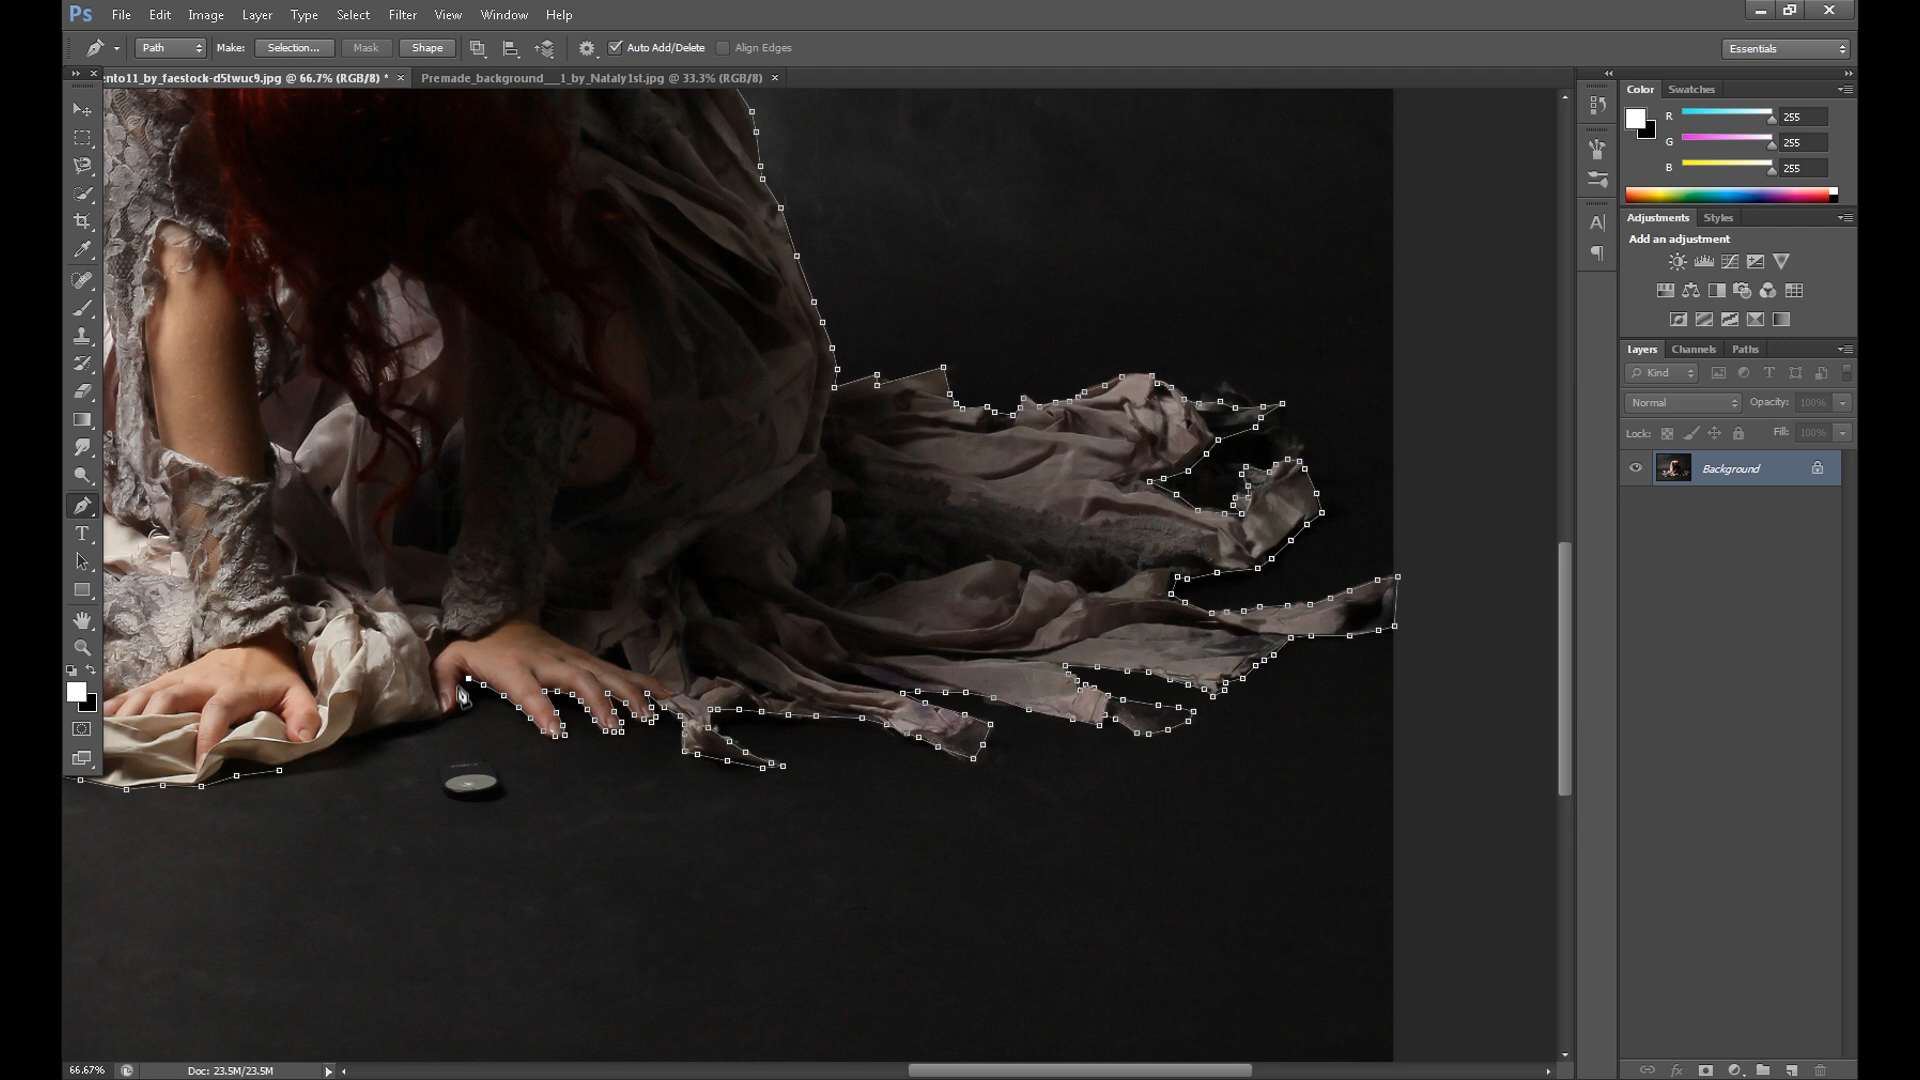 Ps File Edit Image Layer Type Select Filter View Window Help
Path Make: Selection... Mask Shape Auto Add/Delete Align Edges Essentials
ento11_by_faestock-d5twuc9.jpg @ 66.7% (RGB/8) * × Premade_background___1_by_Nataly1st.jpg @ 33.3% (RGB/8) ×
Color Swatches
R 255
G 255
B 255
Adjustments Styles
Add an adjustment
Layers Channels Paths
Kind
Normal Opacity: 100%
Lock: Fill: 100%
Background
66.67% Doc: 23.5M/23.5M